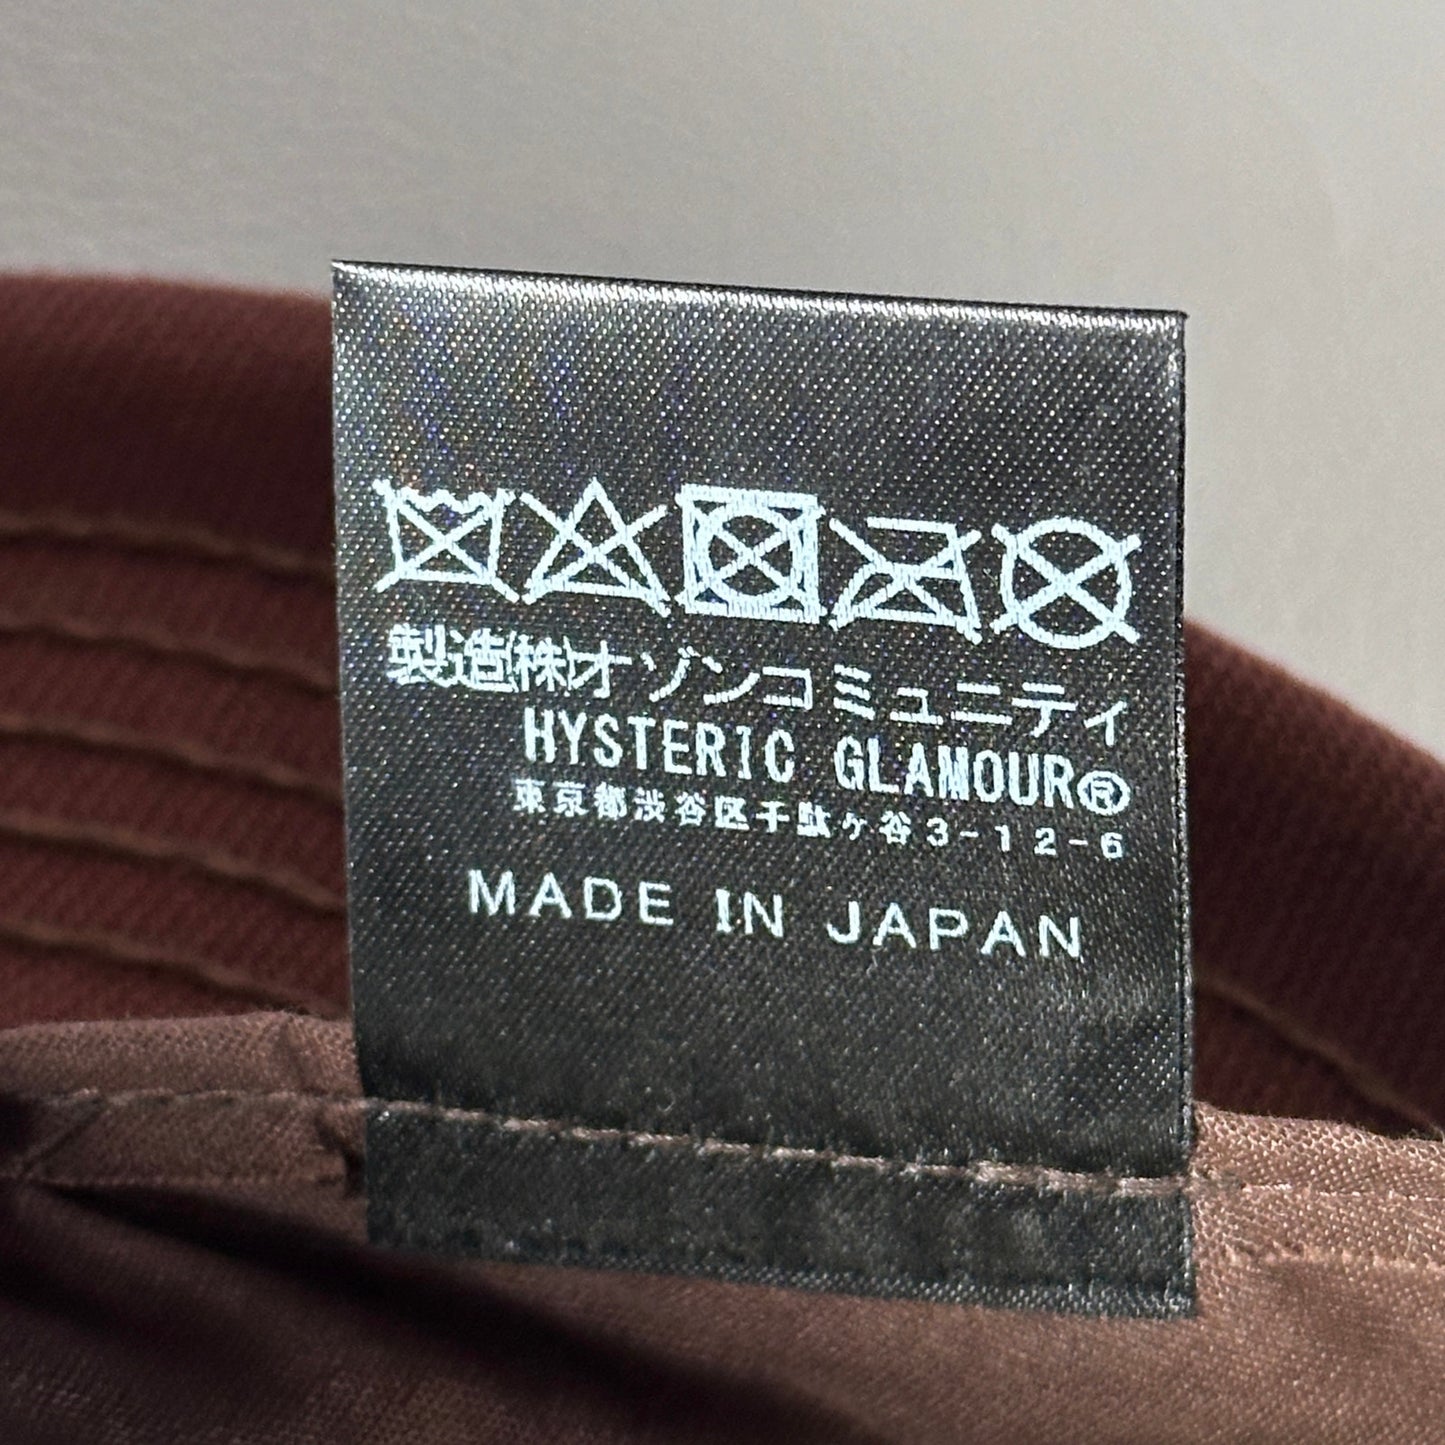 製造(株)オゾンコミュニティ
HYSTERIC GLAMOUR®
東京都渋谷区千駄ヶ谷3-12-6
MADE IN JAPAN